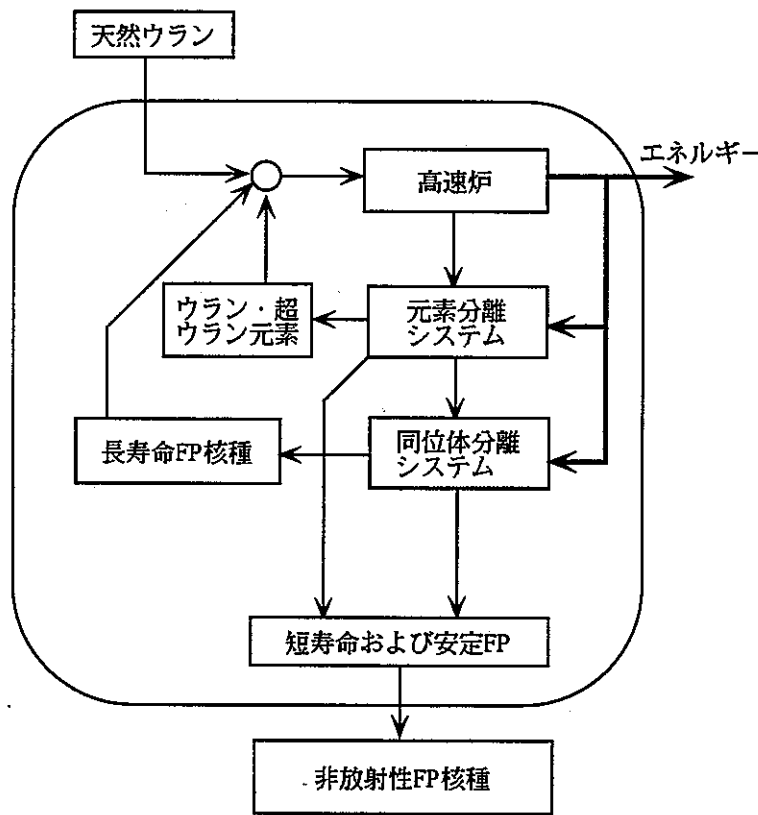 天然ウラン
エネルギー
高速炉
ウラン・超
ウラン元素
元素分離
システム
長寿命FP核種
同位体分離
システム
短寿命および安定FP
非放射性FP核種